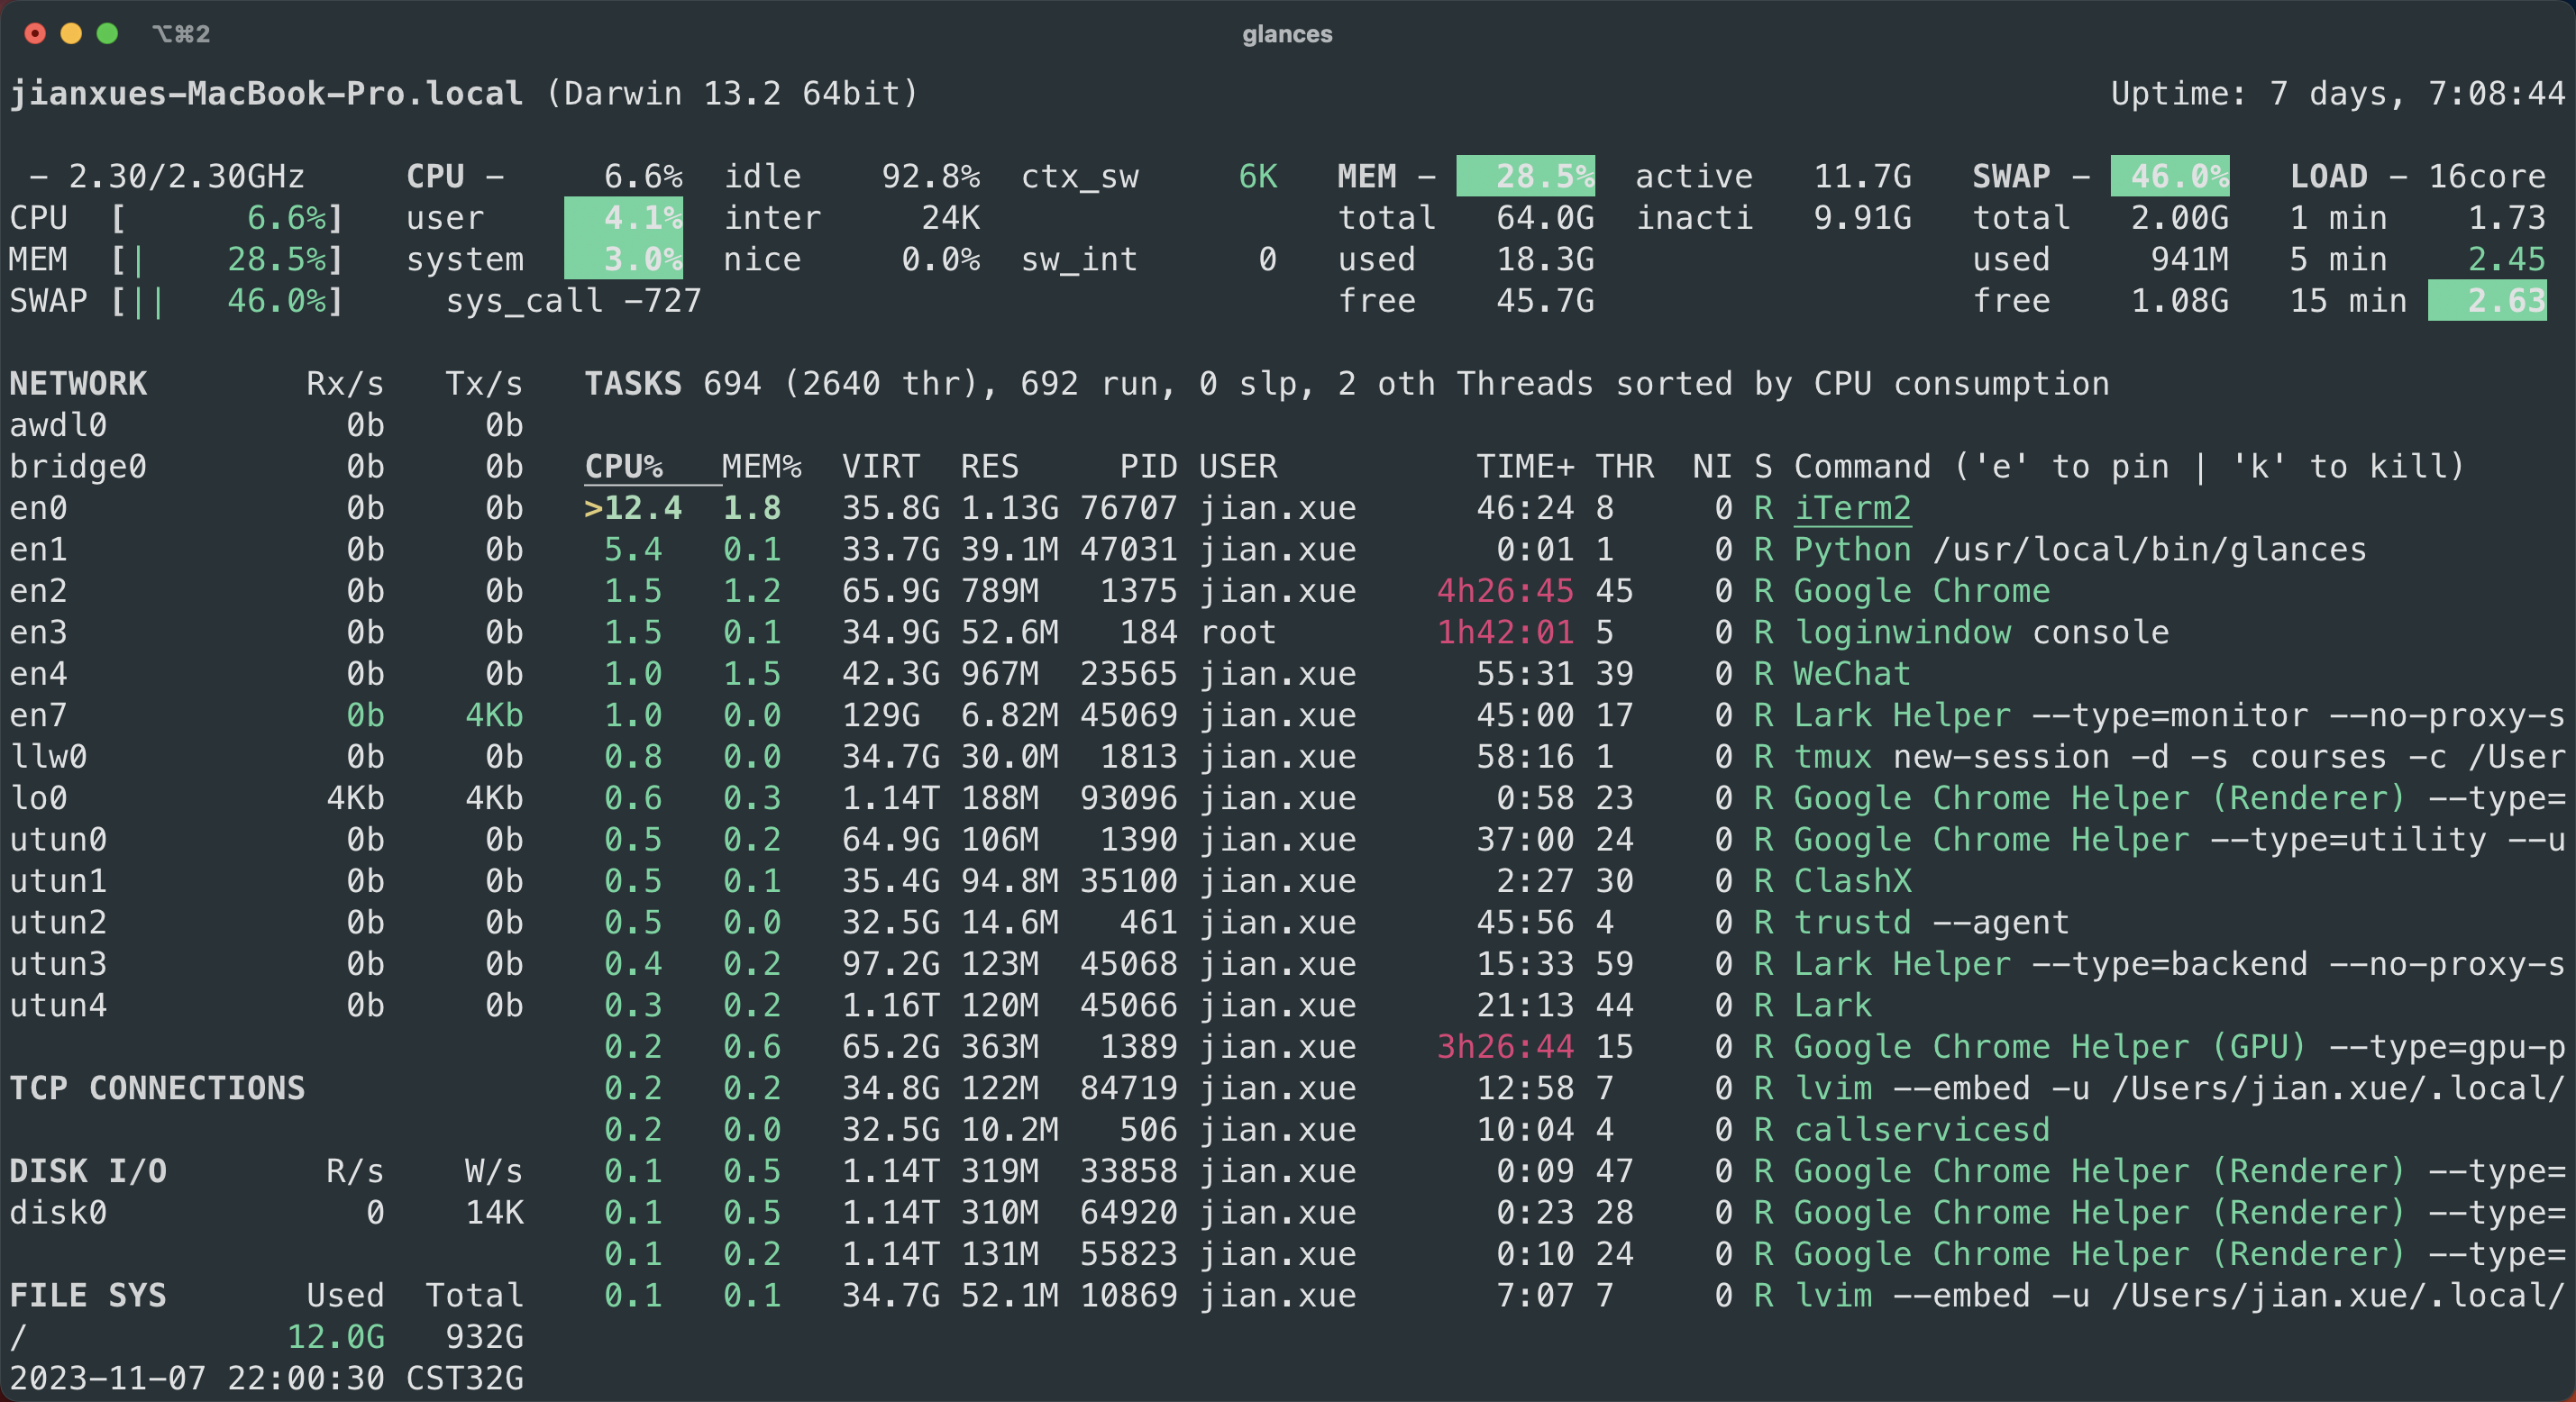 ⌥⌘2 glances
jianxues-MacBook-Pro.local (Darwin 13.2 64bit) Uptime: 7 days, 7:08:44
- 2.30/2.30GHz CPU - 6.6% idle 92.8% ctx_sw 6K MEM - 28.5% active 11.7G SWAP - 46.0% LOAD - 16core
CPU [ 6.6%] user 4.1% inter 24K total 64.0G inacti 9.91G total 2.00G 1 min 1.73
MEM [| 28.5%] system 3.0% nice 0.0% sw_int 0 used 18.3G used 941M 5 min 2.45
SWAP [|| 46.0%] sys_call -727 free 45.7G free 1.08G 15 min 2.63
NETWORK Rx/s Tx/s TASKS 694 (2640 thr), 692 run, 0 slp, 2 oth Threads sorted by CPU consumption
awdl0 0b 0b
bridge0 0b 0b CPU% MEM% VIRT RES PID USER TIME+ THR NI S Command ('e' to pin | 'k' to kill)
en0 0b 0b >12.4 1.8 35.8G 1.13G 76707 jian.xue 46:24 8 0 R iTerm2
en1 0b 0b 5.4 0.1 33.7G 39.1M 47031 jian.xue 0:01 1 0 R Python /usr/local/bin/glances
en2 0b 0b 1.5 1.2 65.9G 789M 1375 jian.xue 4h26:45 45 0 R Google Chrome
en3 0b 0b 1.5 0.1 34.9G 52.6M 184 root 1h42:01 5 0 R loginwindow console
en4 0b 0b 1.0 1.5 42.3G 967M 23565 jian.xue 55:31 39 0 R WeChat
en7 0b 4Kb 1.0 0.0 129G 6.82M 45069 jian.xue 45:00 17 0 R Lark Helper --type=monitor --no-proxy-s
llw0 0b 0b 0.8 0.0 34.7G 30.0M 1813 jian.xue 58:16 1 0 R tmux new-session -d -s courses -c /User
lo0 4Kb 4Kb 0.6 0.3 1.14T 188M 93096 jian.xue 0:58 23 0 R Google Chrome Helper (Renderer) --type=
utun0 0b 0b 0.5 0.2 64.9G 106M 1390 jian.xue 37:00 24 0 R Google Chrome Helper --type=utility --u
utun1 0b 0b 0.5 0.1 35.4G 94.8M 35100 jian.xue 2:27 30 0 R ClashX
utun2 0b 0b 0.5 0.0 32.5G 14.6M 461 jian.xue 45:56 4 0 R trustd --agent
utun3 0b 0b 0.4 0.2 97.2G 123M 45068 jian.xue 15:33 59 0 R Lark Helper --type=backend --no-proxy-s
utun4 0b 0b 0.3 0.2 1.16T 120M 45066 jian.xue 21:13 44 0 R Lark
0.2 0.6 65.2G 363M 1389 jian.xue 3h26:44 15 0 R Google Chrome Helper (GPU) --type=gpu-p
TCP CONNECTIONS 0.2 0.2 34.8G 122M 84719 jian.xue 12:58 7 0 R lvim --embed -u /Users/jian.xue/.local/
0.2 0.0 32.5G 10.2M 506 jian.xue 10:04 4 0 R callservicesd
DISK I/O R/s W/s 0.1 0.5 1.14T 319M 33858 jian.xue 0:09 47 0 R Google Chrome Helper (Renderer) --type=
disk0 0 14K 0.1 0.5 1.14T 310M 64920 jian.xue 0:23 28 0 R Google Chrome Helper (Renderer) --type=
0.1 0.2 1.14T 131M 55823 jian.xue 0:10 24 0 R Google Chrome Helper (Renderer) --type=
FILE SYS Used Total 0.1 0.1 34.7G 52.1M 10869 jian.xue 7:07 7 0 R lvim --embed -u /Users/jian.xue/.local/
/ 12.0G 932G
2023-11-07 22:00:30 CST32G